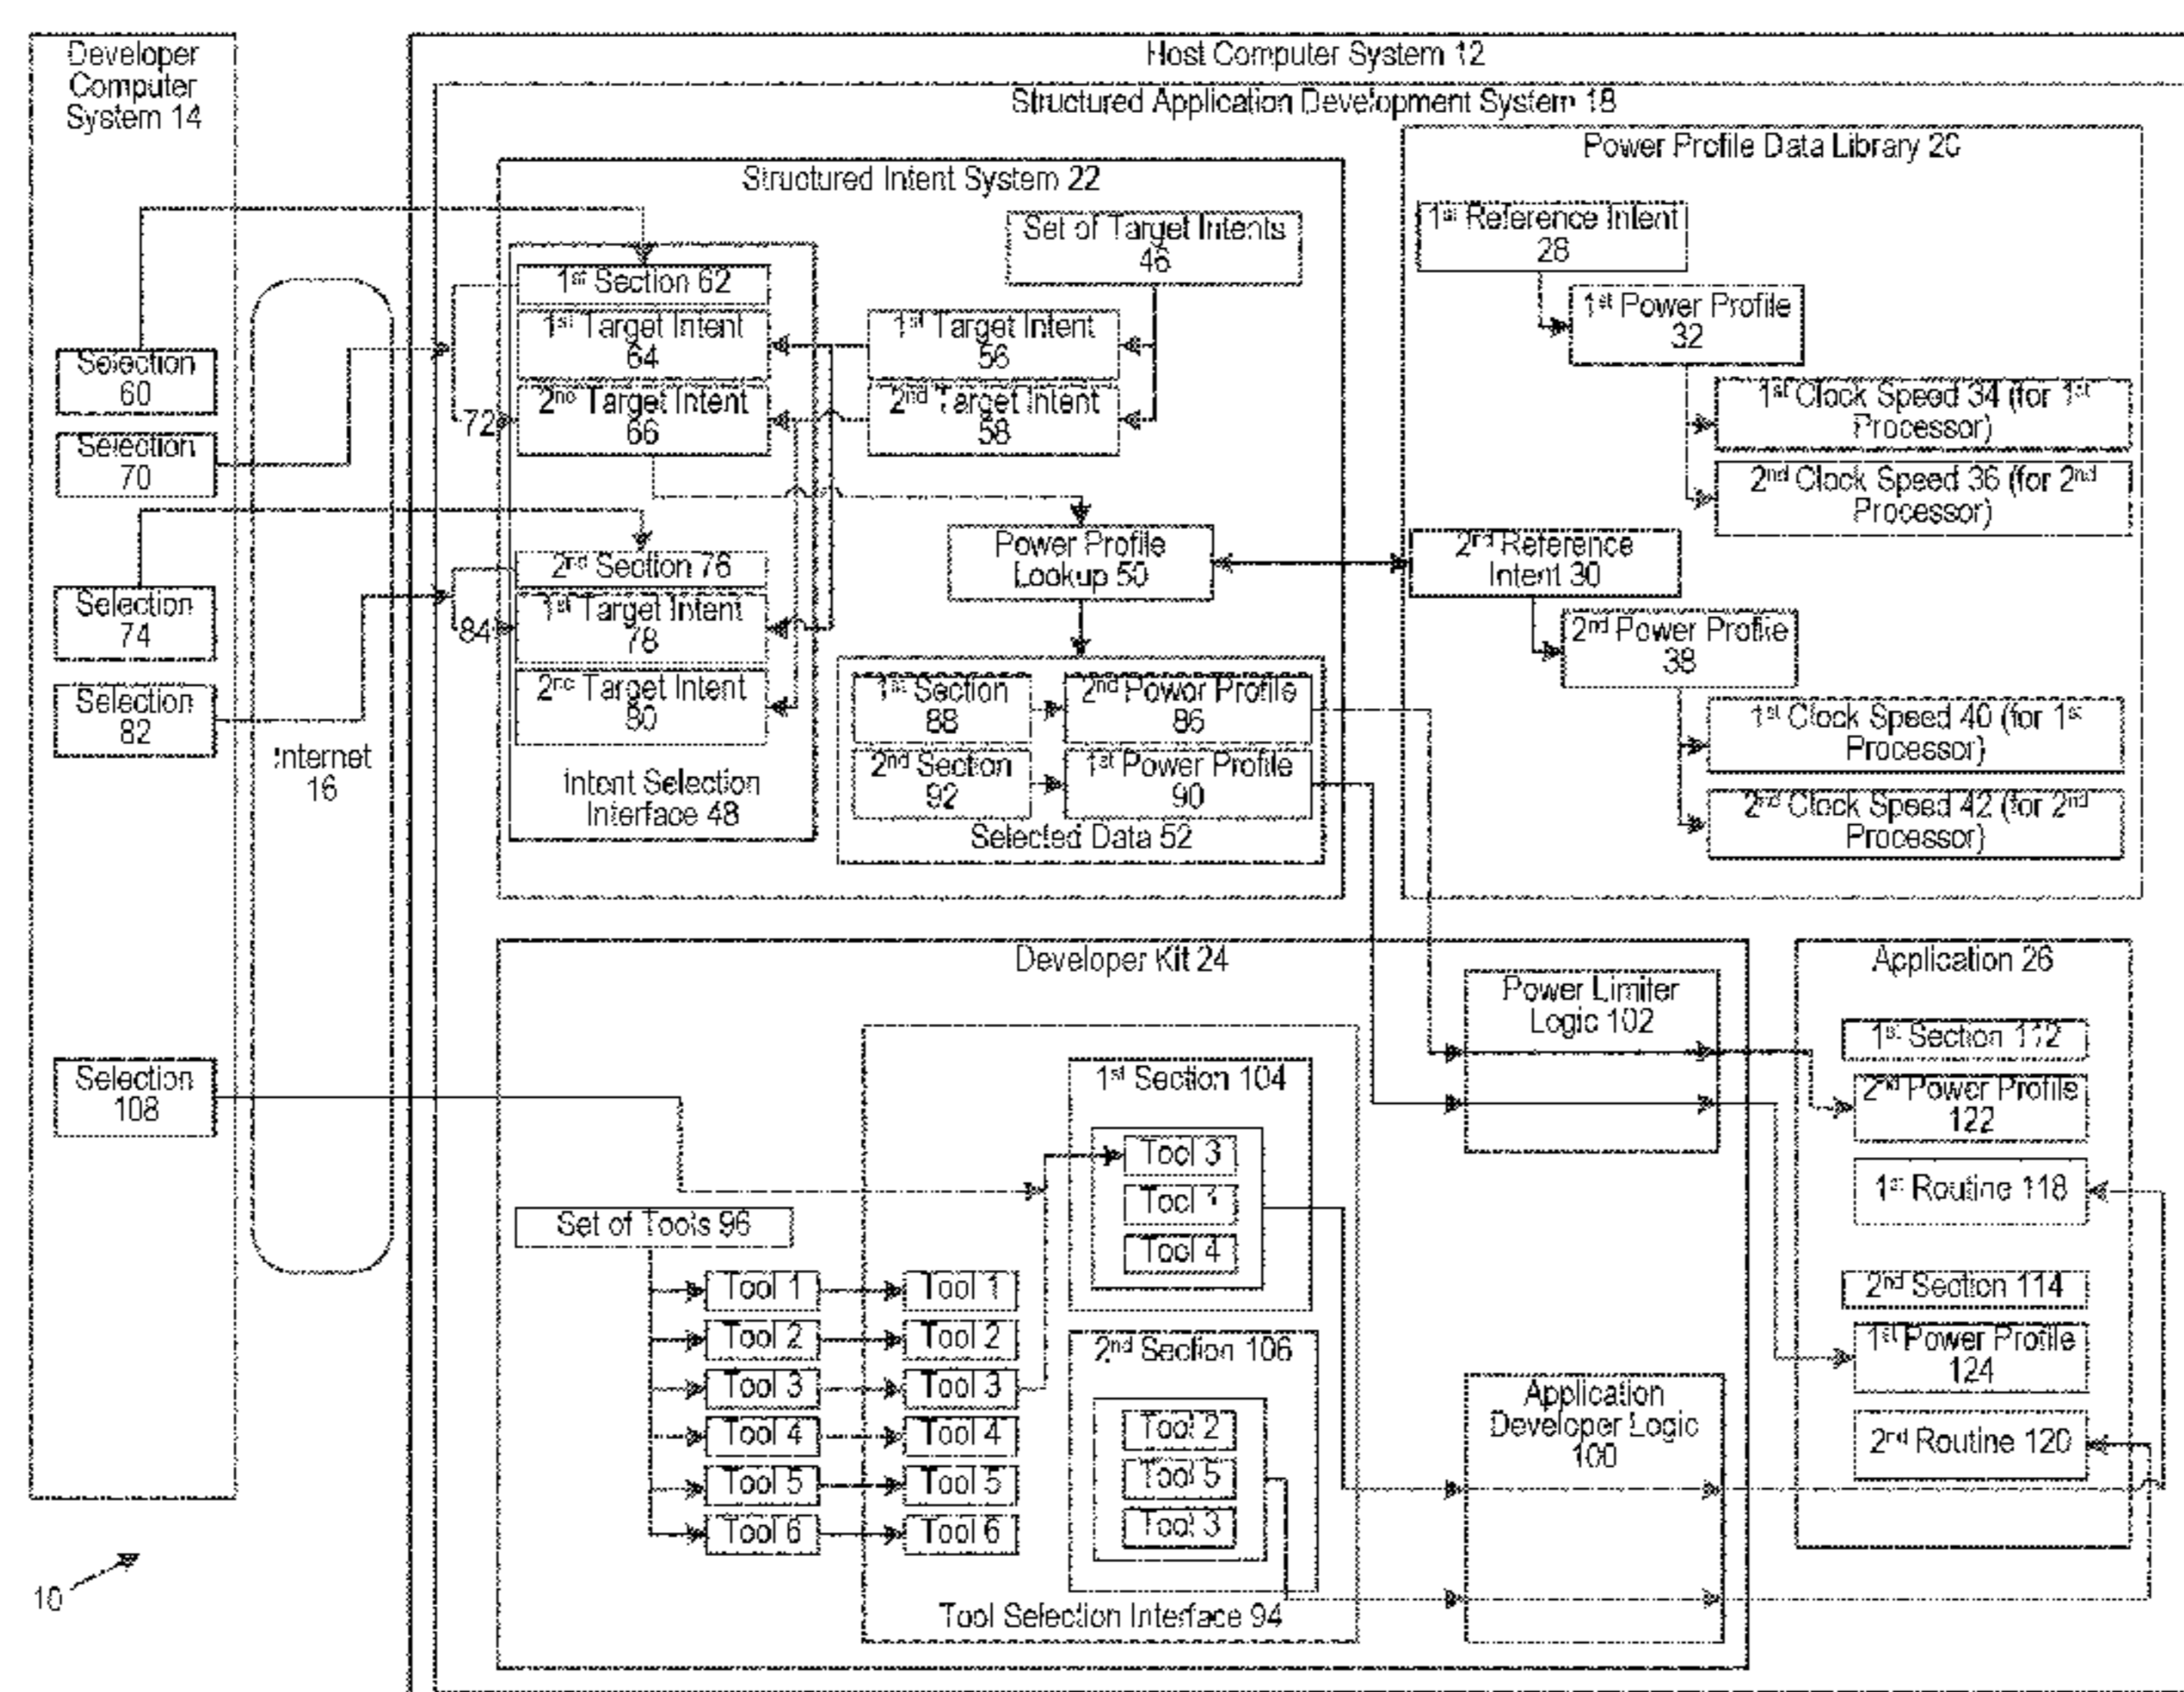 Developer
Computer
System 14
Host Computer System 12
Structured Application Development System 18
Power Profile Data Library 20
Structured Intent System 22
Set of Target Intents
46
1st Reference Intent
28
1st Section 62
1st Target Intent
64
1st Target Intent
56
1st Power Profile
32
Selection
60
2nd Target Intent
66
72
2nd Target Intent
58
1st Clock Speed 34 (for 1st
Processor)
Selection
70
2nd Clock Speed 36 (for 2nd
Processor)
Power Profile
Lookup 50
2nd Reference
Intent 30
2nd Section 76
Selection
74
1st Target Intent
78
84
2nd Power Profile
38
Selection
82
2nd Target Intent
80
1st Section
88
2nd Power Profile
86
1st Clock Speed 40 (for 1st
Processor)
Internet
16
Intent Selection
Interface 48
2nd Section
92
1st Power Profile
90
Selected Data 52
2nd Clock Speed 42 (for 2nd
Processor)
Developer Kit 24
Application 26
Power Limiter
Logic 102
1st Section 112
Selection
108
1st Section 104
2nd Power Profile
122
Tool 3
Tool 1
Tool 4
1st Routine 118
Set of Tools 96
Tool 1
Tool 2
Tool 3
Tool 4
Tool 5
Tool 6
Tool 1
Tool 2
Tool 3
Tool 4
Tool 5
Tool 6
2nd Section 106
Tool 2
Tool 5
Tool 3
2nd Section 114
1st Power Profile
124
Application
Developer Logic
100
2nd Routine 120
Tool Selection Interface 94
10